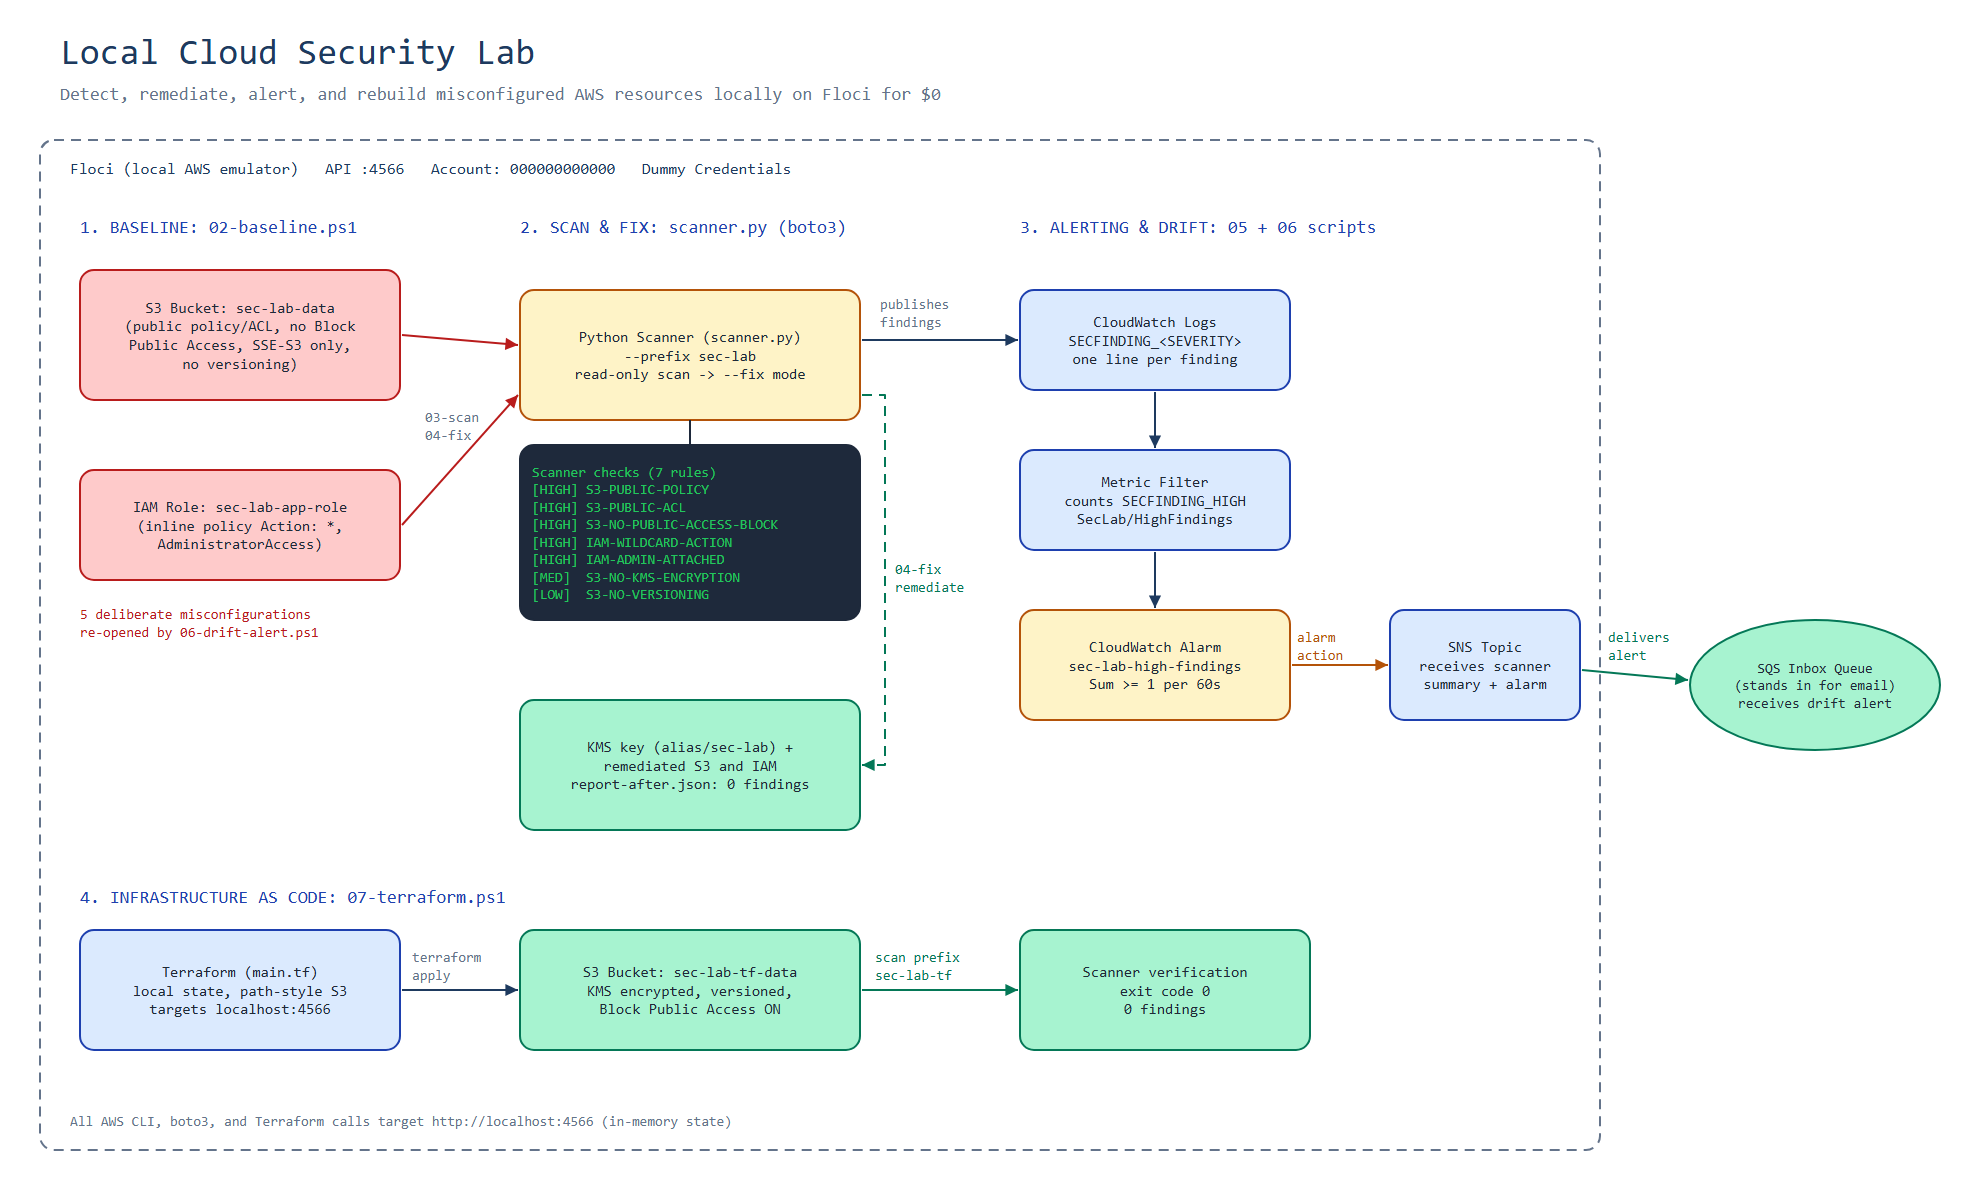 Local Cloud Security Lab
Detect, remediate, alert, and rebuild misconfigured AWS resources locally on Floci for $0
Floci (local AWS emulator)   API :4566   Account: 000000000000   Dummy Credentials
1. BASELINE: 02-baseline.ps1
S3 Bucket: sec-lab-data
(public policy/ACL, no Block
Public Access, SSE-S3 only,
no versioning)
03-scan
04-fix
IAM Role: sec-lab-app-role
(inline policy Action: *,
AdministratorAccess)
5 deliberate misconfigurations
re-opened by 06-drift-alert.ps1
2. SCAN & FIX: scanner.py (boto3)
Python Scanner (scanner.py)
--prefix sec-lab
read-only scan -> --fix mode
publishes
findings
Scanner checks (7 rules)
[HIGH] S3-PUBLIC-POLICY
[HIGH] S3-PUBLIC-ACL
[HIGH] S3-NO-PUBLIC-ACCESS-BLOCK
[HIGH] IAM-WILDCARD-ACTION
[HIGH] IAM-ADMIN-ATTACHED
[MED]  S3-NO-KMS-ENCRYPTION
[LOW]  S3-NO-VERSIONING
04-fix
remediate
KMS key (alias/sec-lab) +
remediated S3 and IAM
report-after.json: 0 findings
3. ALERTING & DRIFT: 05 + 06 scripts
CloudWatch Logs
SECFINDING_<SEVERITY>
one line per finding
Metric Filter
counts SECFINDING_HIGH
SecLab/HighFindings
CloudWatch Alarm
sec-lab-high-findings
Sum >= 1 per 60s
alarm
action
SNS Topic
receives scanner
summary + alarm
delivers
alert
SQS Inbox Queue
(stands in for email)
receives drift alert
4. INFRASTRUCTURE AS CODE: 07-terraform.ps1
Terraform (main.tf)
local state, path-style S3
targets localhost:4566
terraform
apply
S3 Bucket: sec-lab-tf-data
KMS encrypted, versioned,
Block Public Access ON
scan prefix
sec-lab-tf
Scanner verification
exit code 0
0 findings
All AWS CLI, boto3, and Terraform calls target http://localhost:4566 (in-memory state)